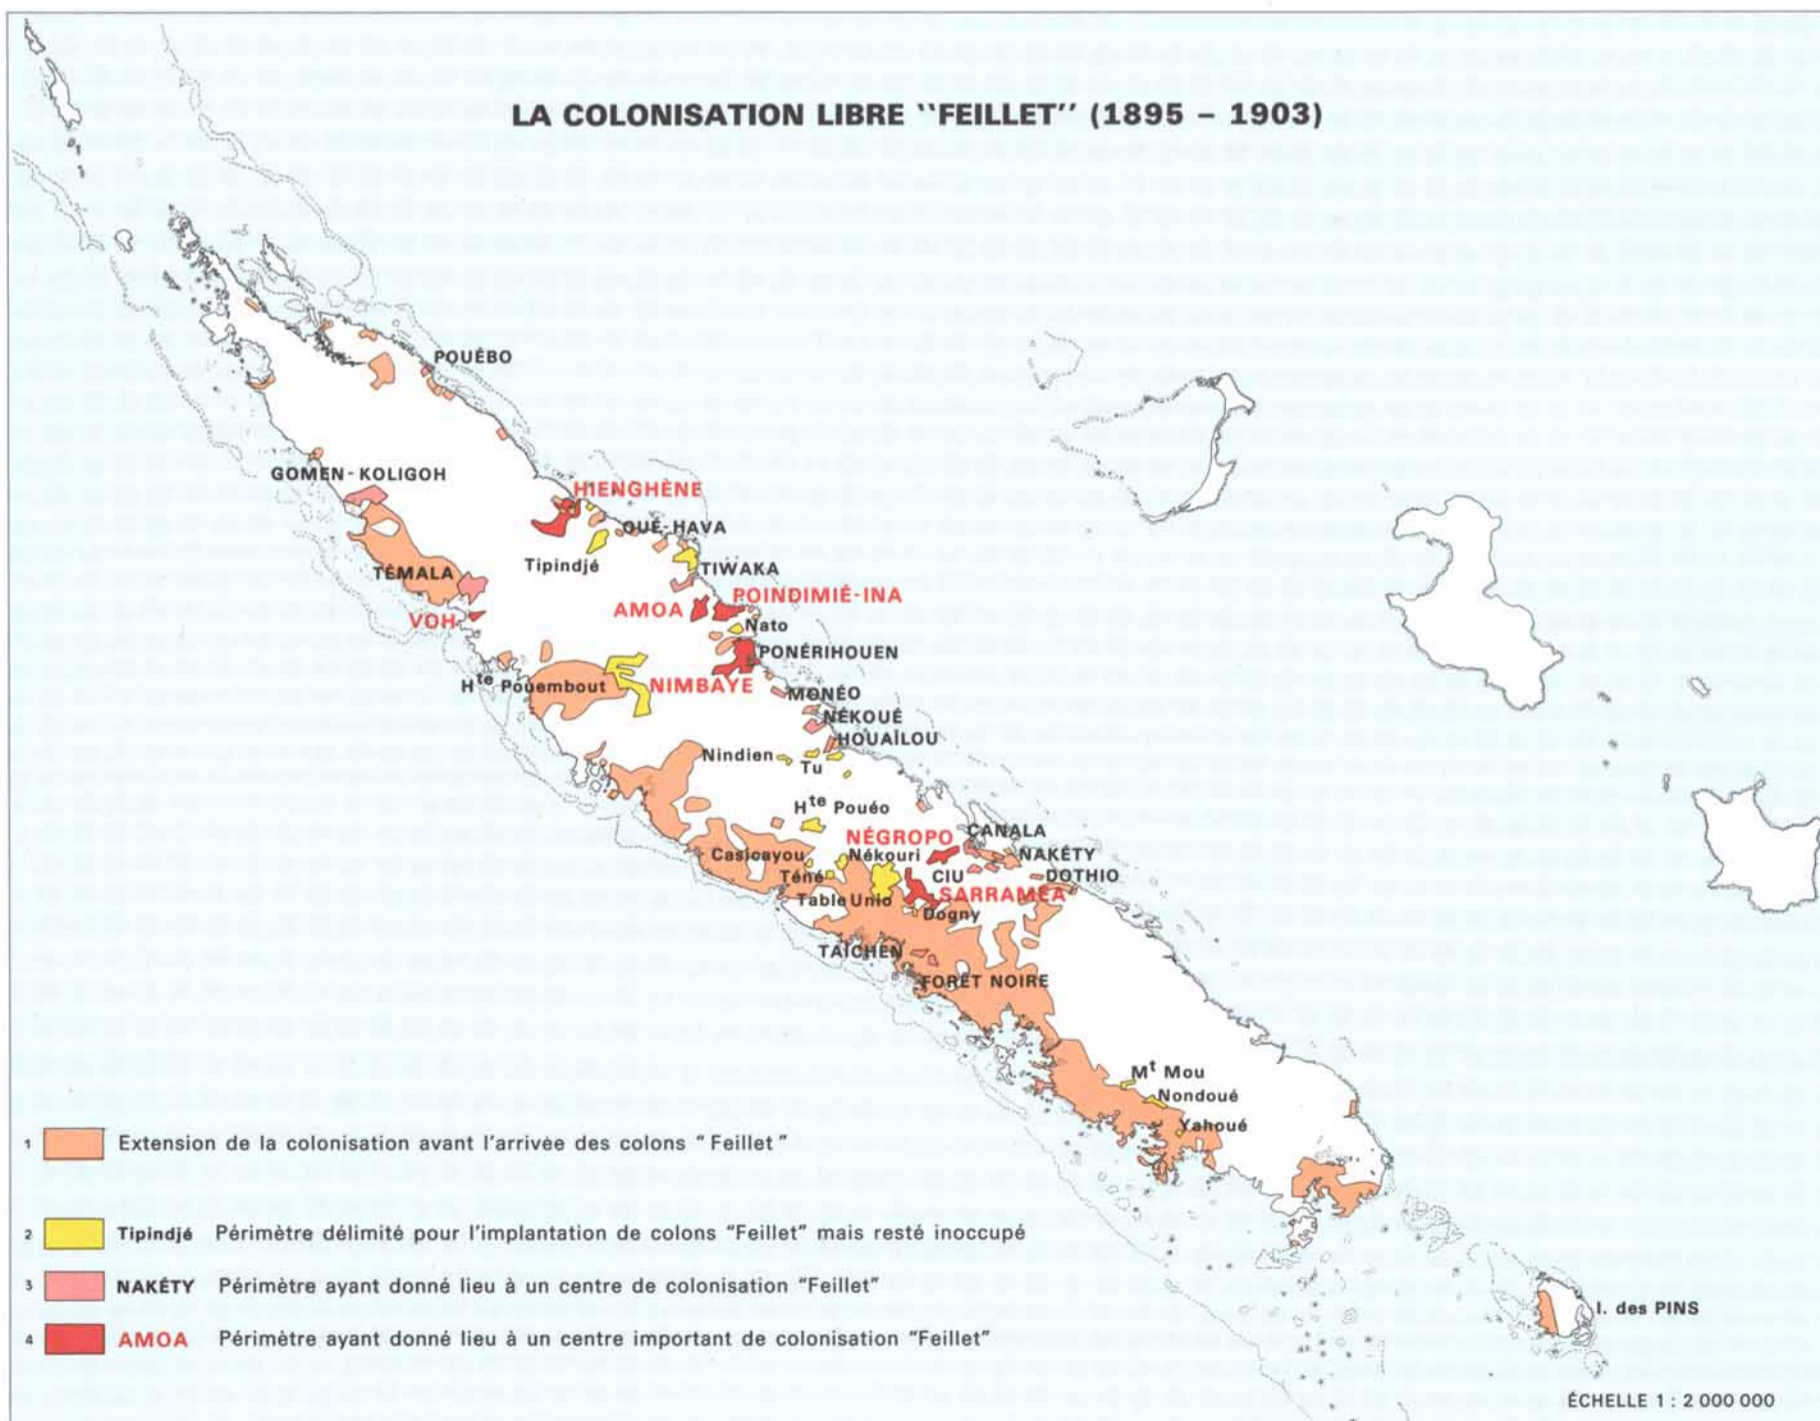 LA COLONISATION LIBRE "FEILLET" (1895 – 1903)
POUÉBO
GOMEN-KOLIGOH
HIENGHÈNE
OUÉ-HAVA
Tipindjé
TIWAKA
TÉMALA
POINDIMIÉ-INA
AMOA
VOH
Nato
PONÉRIHOUEN
Hte Pouembout
NIMBAYE
MONÉO
NÉKOUÉ
HOUAÏLOU
Nindien
Tu
Hte Pouéo
NÉGROPO
CANALA
Casicayou
Nékouri
NAKÉTY
Téné
CIU
DOTHIO
Table Unio
SARRAMÉA
Dogny
TAÏCHEN
FORÊT NOIRE
Mt Mou
Nondoué
Yahoué
1 Extension de la colonisation avant l'arrivée des colons "Feillet"
2 Tipindjé Périmètre délimité pour l'implantation de colons "Feillet" mais resté inoccupé
3 NAKÉTY Périmètre ayant donné lieu à un centre de colonisation "Feillet"
4 AMOA Périmètre ayant donné lieu à un centre important de colonisation "Feillet"
I. des PINS
ÉCHELLE 1 : 2 000 000